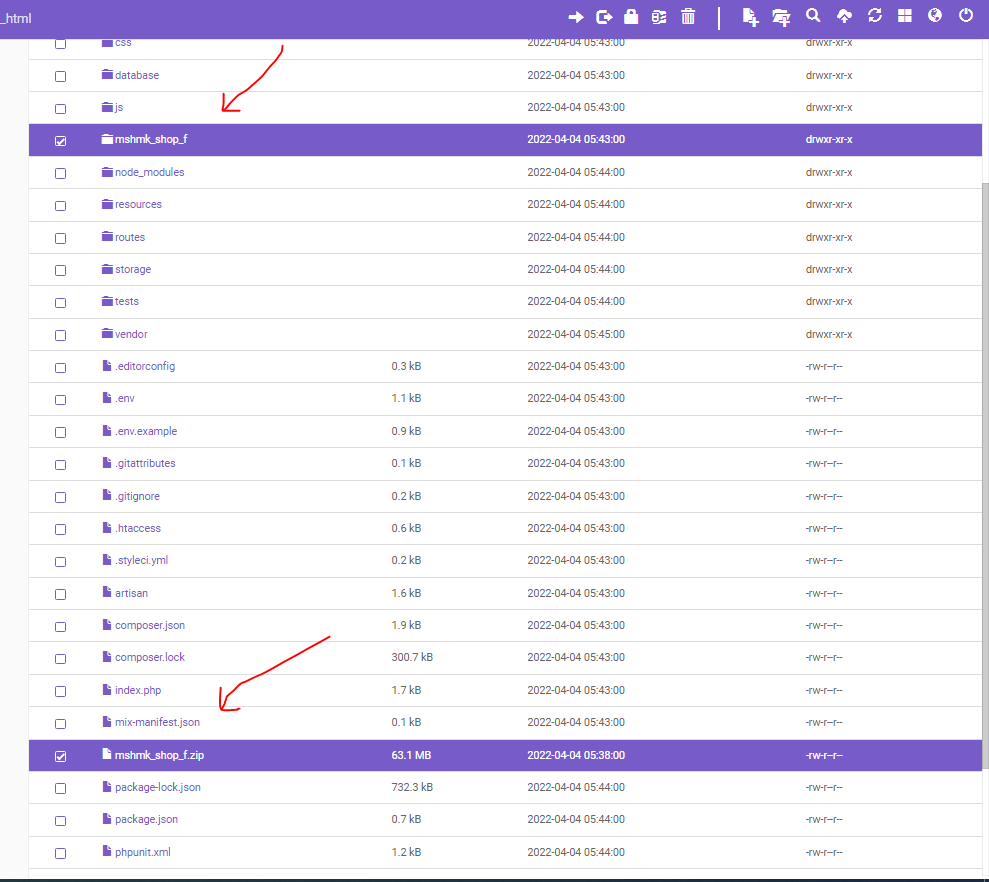 _html
css 2022-04-04 05:43:00 drwxr-xr-x
database 2022-04-04 05:43:00 drwxr-xr-x
js 2022-04-04 05:43:00 drwxr-xr-x
mshmk_shop_f 2022-04-04 05:43:00 drwxr-xr-x
node_modules 2022-04-04 05:44:00 drwxr-xr-x
resources 2022-04-04 05:44:00 drwxr-xr-x
routes 2022-04-04 05:44:00 drwxr-xr-x
storage 2022-04-04 05:44:00 drwxr-xr-x
tests 2022-04-04 05:44:00 drwxr-xr-x
vendor 2022-04-04 05:45:00 drwxr-xr-x
.editorconfig 0.3 kB 2022-04-04 05:43:00 -rw-r--r--
.env 1.1 kB 2022-04-04 05:43:00 -rw-r--r--
.env.example 0.9 kB 2022-04-04 05:43:00 -rw-r--r--
.gitattributes 0.1 kB 2022-04-04 05:43:00 -rw-r--r--
.gitignore 0.2 kB 2022-04-04 05:43:00 -rw-r--r--
.htaccess 0.6 kB 2022-04-04 05:43:00 -rw-r--r--
.styleci.yml 0.2 kB 2022-04-04 05:43:00 -rw-r--r--
artisan 1.6 kB 2022-04-04 05:43:00 -rw-r--r--
composer.json 1.9 kB 2022-04-04 05:43:00 -rw-r--r--
composer.lock 300.7 kB 2022-04-04 05:43:00 -rw-r--r--
index.php 1.7 kB 2022-04-04 05:43:00 -rw-r--r--
mix-manifest.json 0.1 kB 2022-04-04 05:43:00 -rw-r--r--
mshmk_shop_f.zip 63.1 MB 2022-04-04 05:38:00 -rw-r--r--
package-lock.json 732.3 kB 2022-04-04 05:44:00 -rw-r--r--
package.json 0.7 kB 2022-04-04 05:44:00 -rw-r--r--
phpunit.xml 1.2 kB 2022-04-04 05:44:00 -rw-r--r--